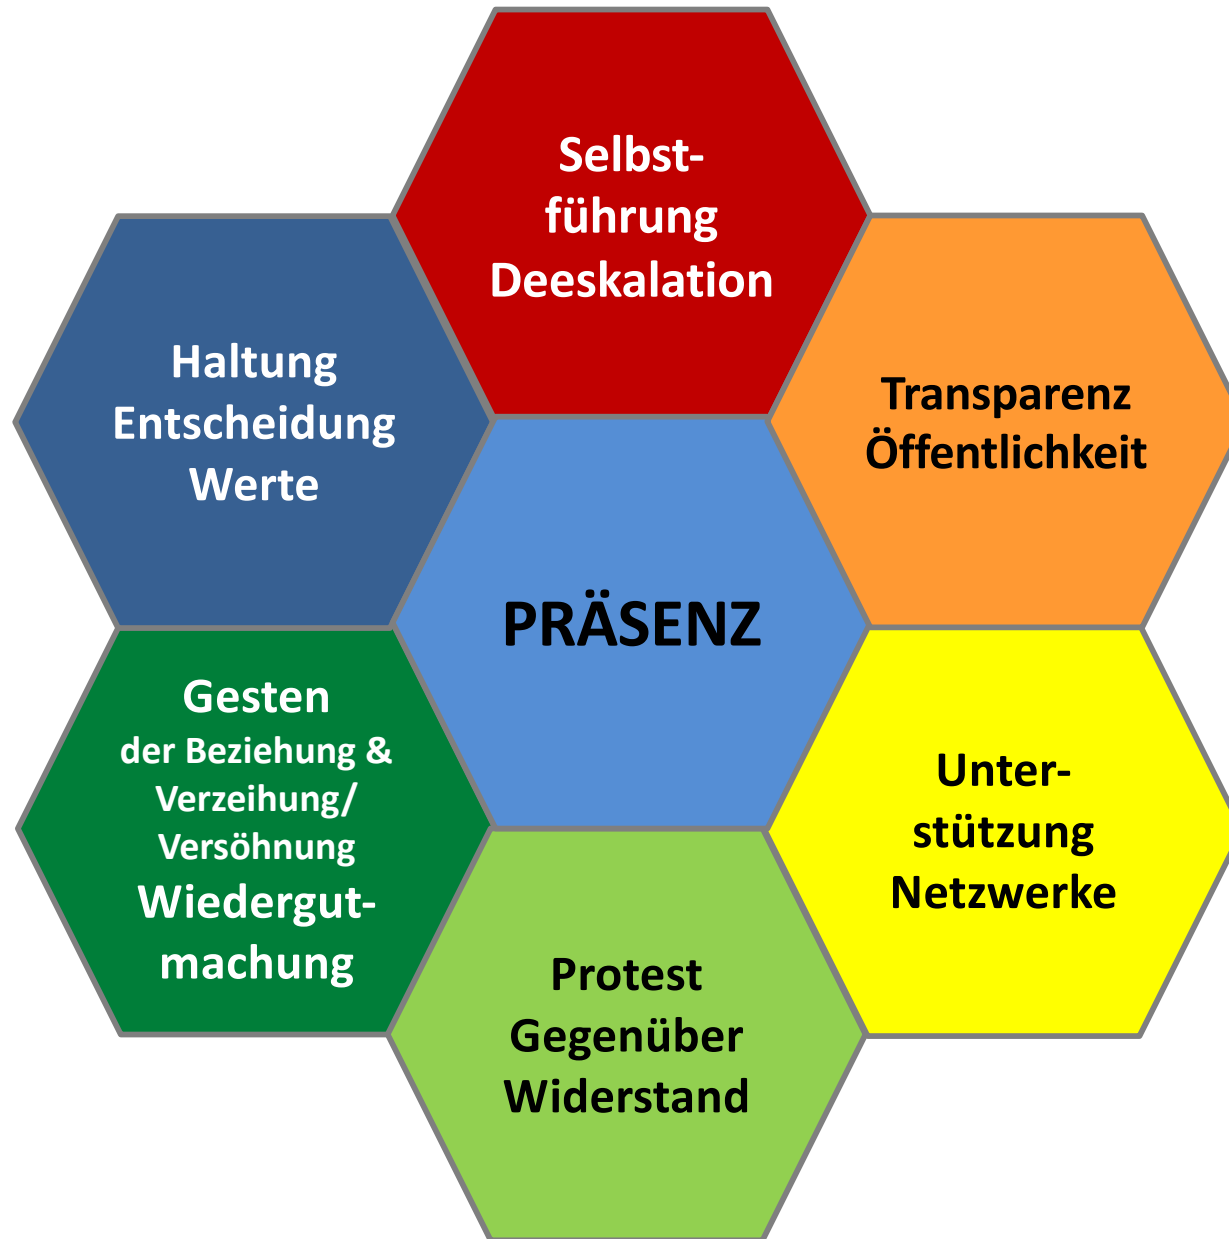 Selbst-
führung
Deeskalation
Haltung
Entscheidung
Werte
Transparenz
Öffentlichkeit
PRÄSENZ
Gesten
der Beziehung &
Verzeihung/
Versöhnung
Wiedergut-
machung
Unter-
stützung
Netzwerke
Protest
Gegenüber
Widerstand